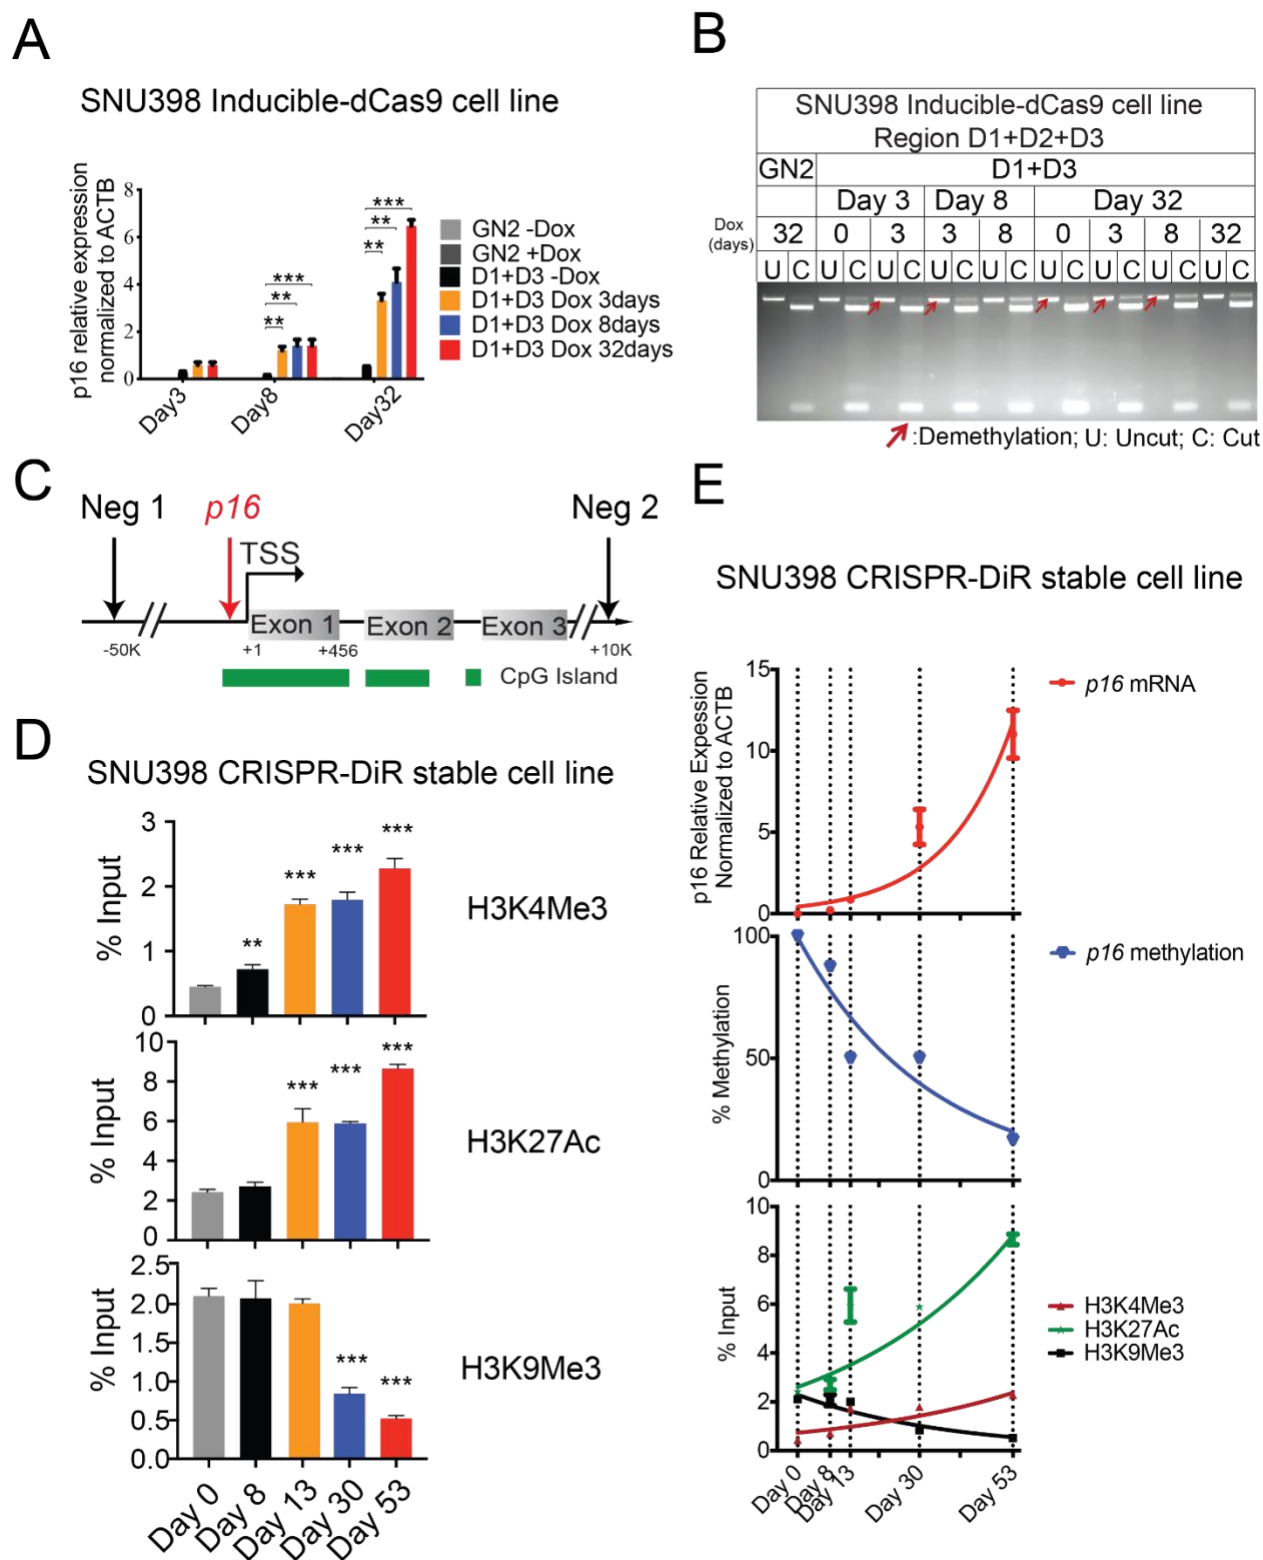 A
SNU398 Inducible-dCas9 cell line
p16 relative expression
normalized to ACTB
8
6
4
2
0
***
**
**
***
**
**
Day3
Day8
Day32
GN2 -Dox
GN2 +Dox
D1+D3 -Dox
D1+D3 Dox 3days
D1+D3 Dox 8days
D1+D3 Dox 32days
B
SNU398 Inducible-dCas9 cell line
Region D1+D2+D3
GN2 D1+D3
Day 3 Day 8 Day 32
Dox
(days)
32 0 3 3 8 0 3 8 32
U C U C U C U C U C U C U C U C U C
:Demethylation; U: Uncut; C: Cut
C
Neg 1 p16 Neg 2
TSS
Exon 1 Exon 2 Exon 3
-50K +1 +456 +10K
CpG Island
D
SNU398 CRISPR-DiR stable cell line
% Input
3
2
1
0
**
***
***
***
H3K4Me3
% Input
10
8
6
4
2
0
***
***
***
H3K27Ac
% Input
2.5
2.0
1.5
1.0
0.5
0.0
***
***
H3K9Me3
Day 0
Day 8
Day 13
Day 30
Day 53
E
SNU398 CRISPR-DiR stable cell line
p16 Relative Expession
Normalized to ACTB
15
10
5
0
p16 mRNA
% Methylation
100
50
0
p16 methylation
% Input
10
8
6
4
2
0
H3K4Me3
H3K27Ac
H3K9Me3
Day 0
Day 8
Day 13
Day 30
Day 53